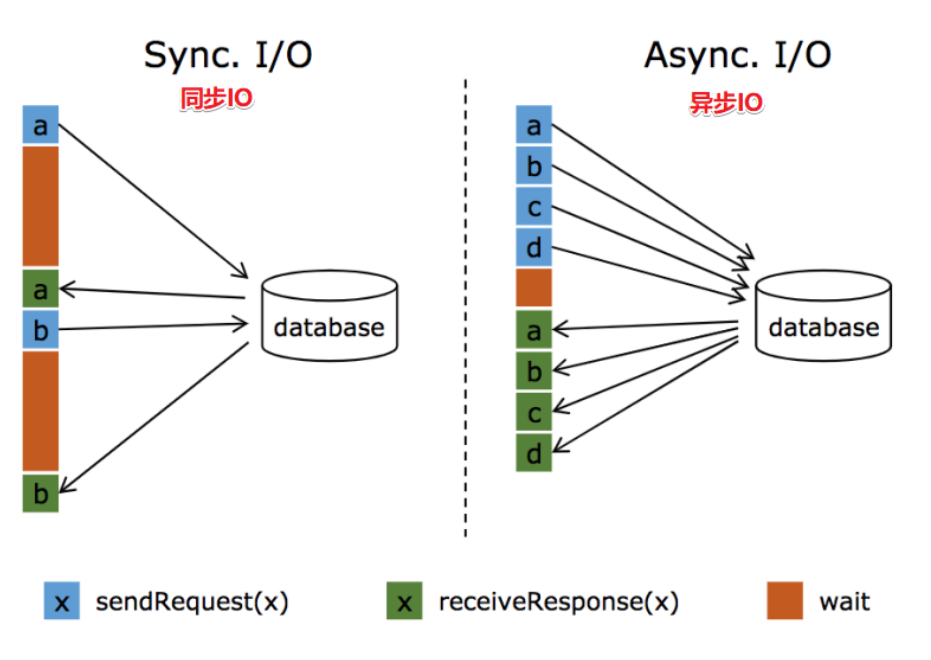 Sync. I/O
同步IO
a
a
b
b
database
Async. I/O
异步IO
a
b
c
d
a
b
c
d
database
x sendRequest(x)
x receiveResponse(x)
wait